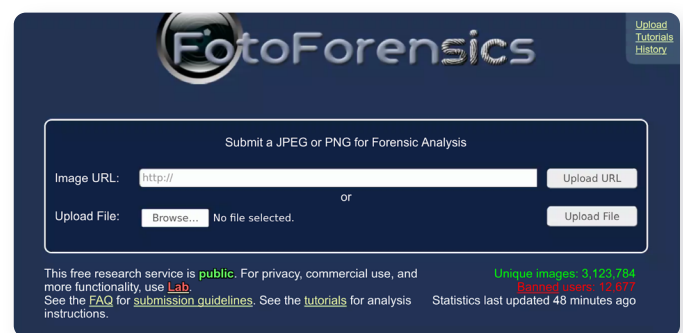 FotoForensics
Upload
Tutorials
History
Submit a JPEG or PNG for Forensic Analysis
Image URL: http:// Upload URL
or
Upload File: Browse... No file selected. Upload File
This free research service is public. For privacy, commercial use, and
more functionality, use Lab.
See the FAQ for submission guidelines. See the tutorials for analysis
instructions.
Unique images: 3,123,784
Banned users: 12,677
Statistics last updated 48 minutes ago